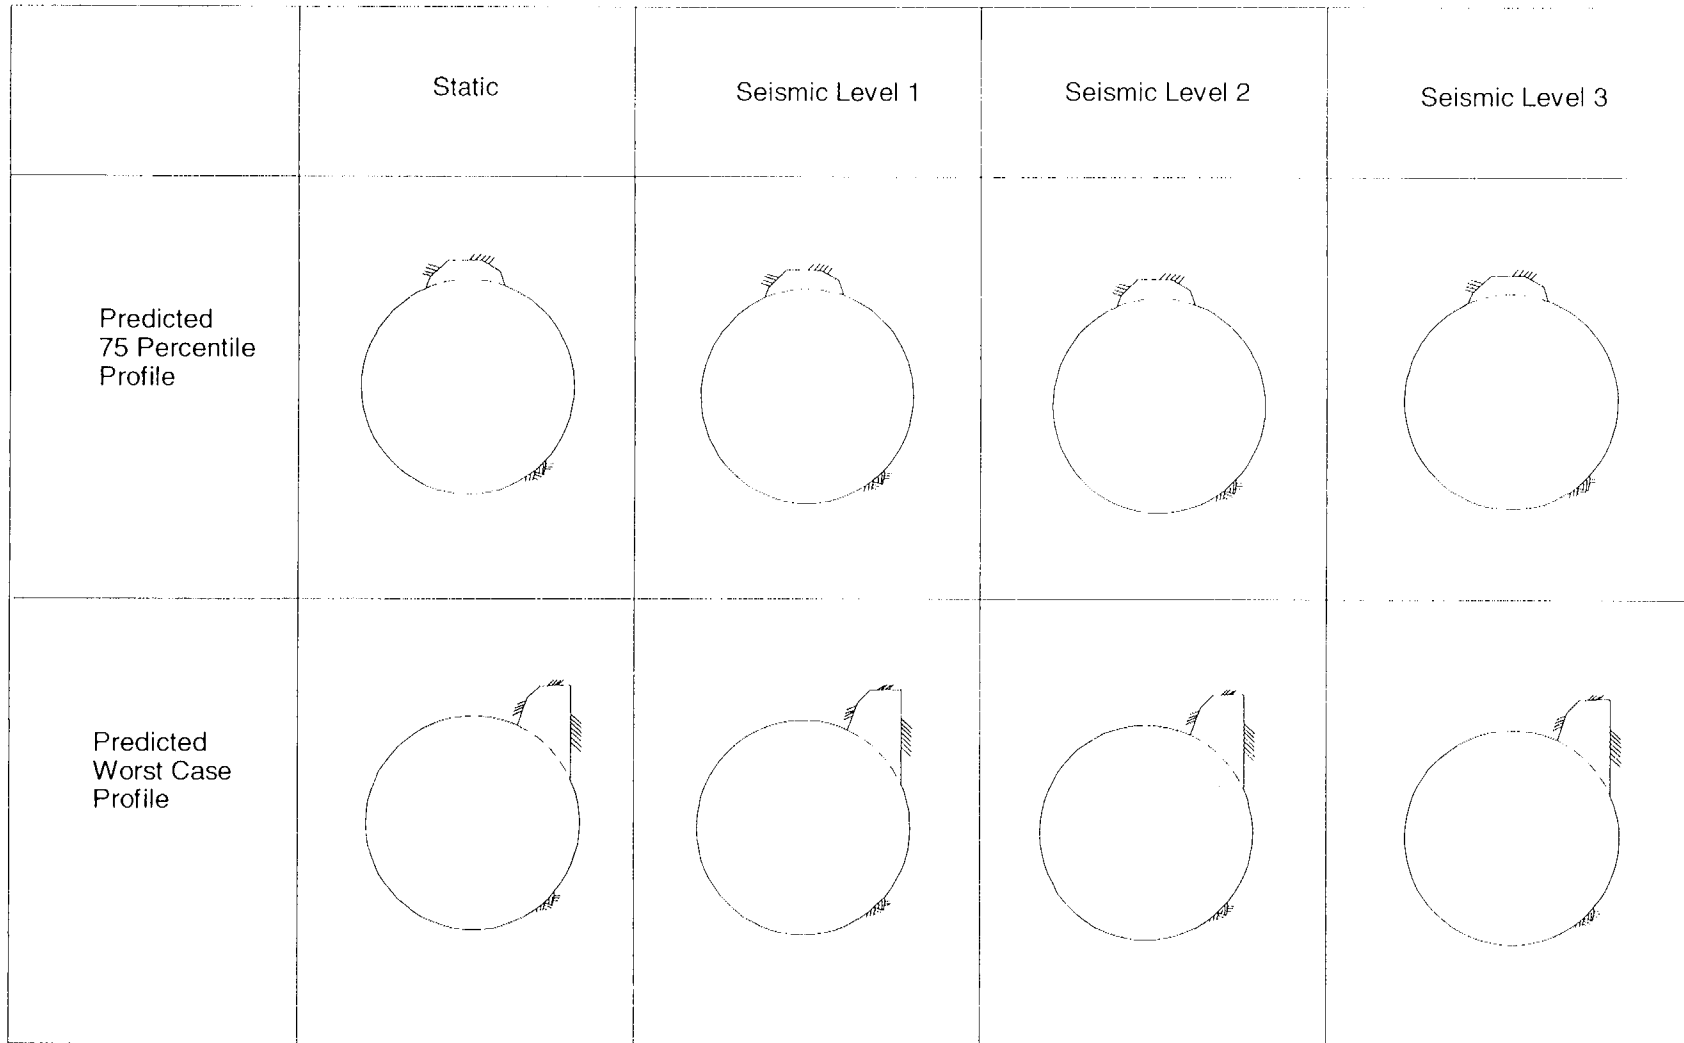 Static
Seismic Level 1
Seismic Level 2
Seismic Level 3
Predicted
75 Percentile
Profile
Predicted
Worst Case
Profile